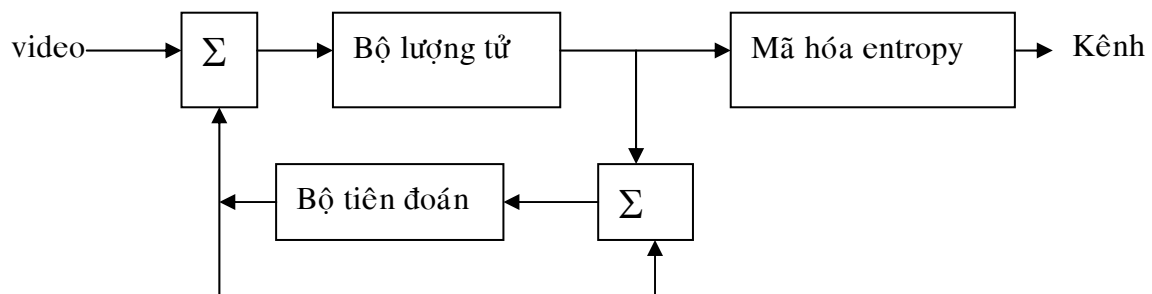 video
Σ
Bộ lượng tử
Mã hóa entropy
Kênh
Bộ tiên đoán
Σ